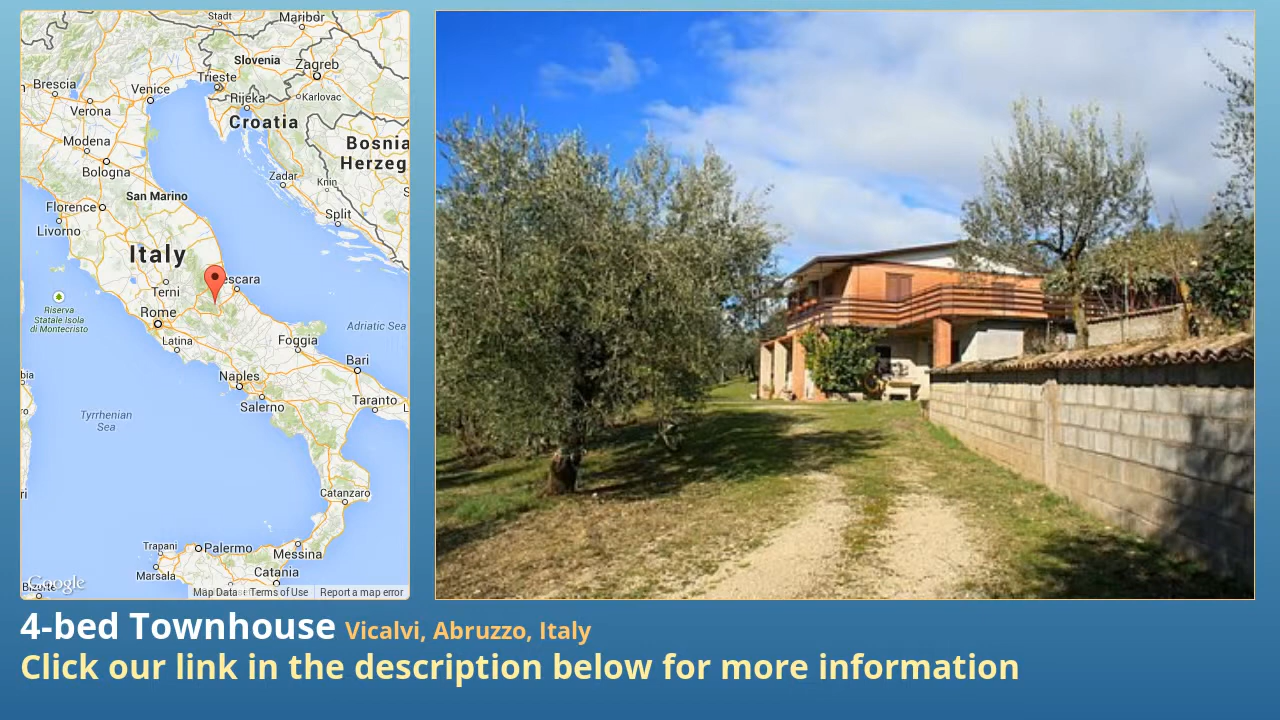 Stadt
Maribor
Slovenia
Zagreb
Trieste
Brescia
Venice
Rijeka
Karlovac
Verona
Croatia
Modena
Bosnia
Herzeg
Bologna
Zadar
Knin
San Marino
Florence
Split
Livorno
Italy
escara
Terni
Riserva
Statale Isola
di Montecristo
Rome
Adriatic Sea
Latina
Foggia
Bari
Naples
Taranto
Salerno
Tyrrhenian
Sea
Catanzaro
Trapani
Palermo
Messina
Marsala
Catania
Google
Map Data
Terms of Use
Report a map error
4-bed Townhouse Vicalvi, Abruzzo, Italy
Click our link in the description below for more information